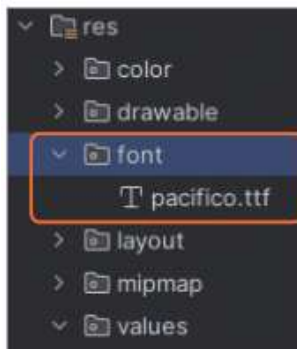 res
color
drawable
font
pacifico.ttf
layout
mipmap
values